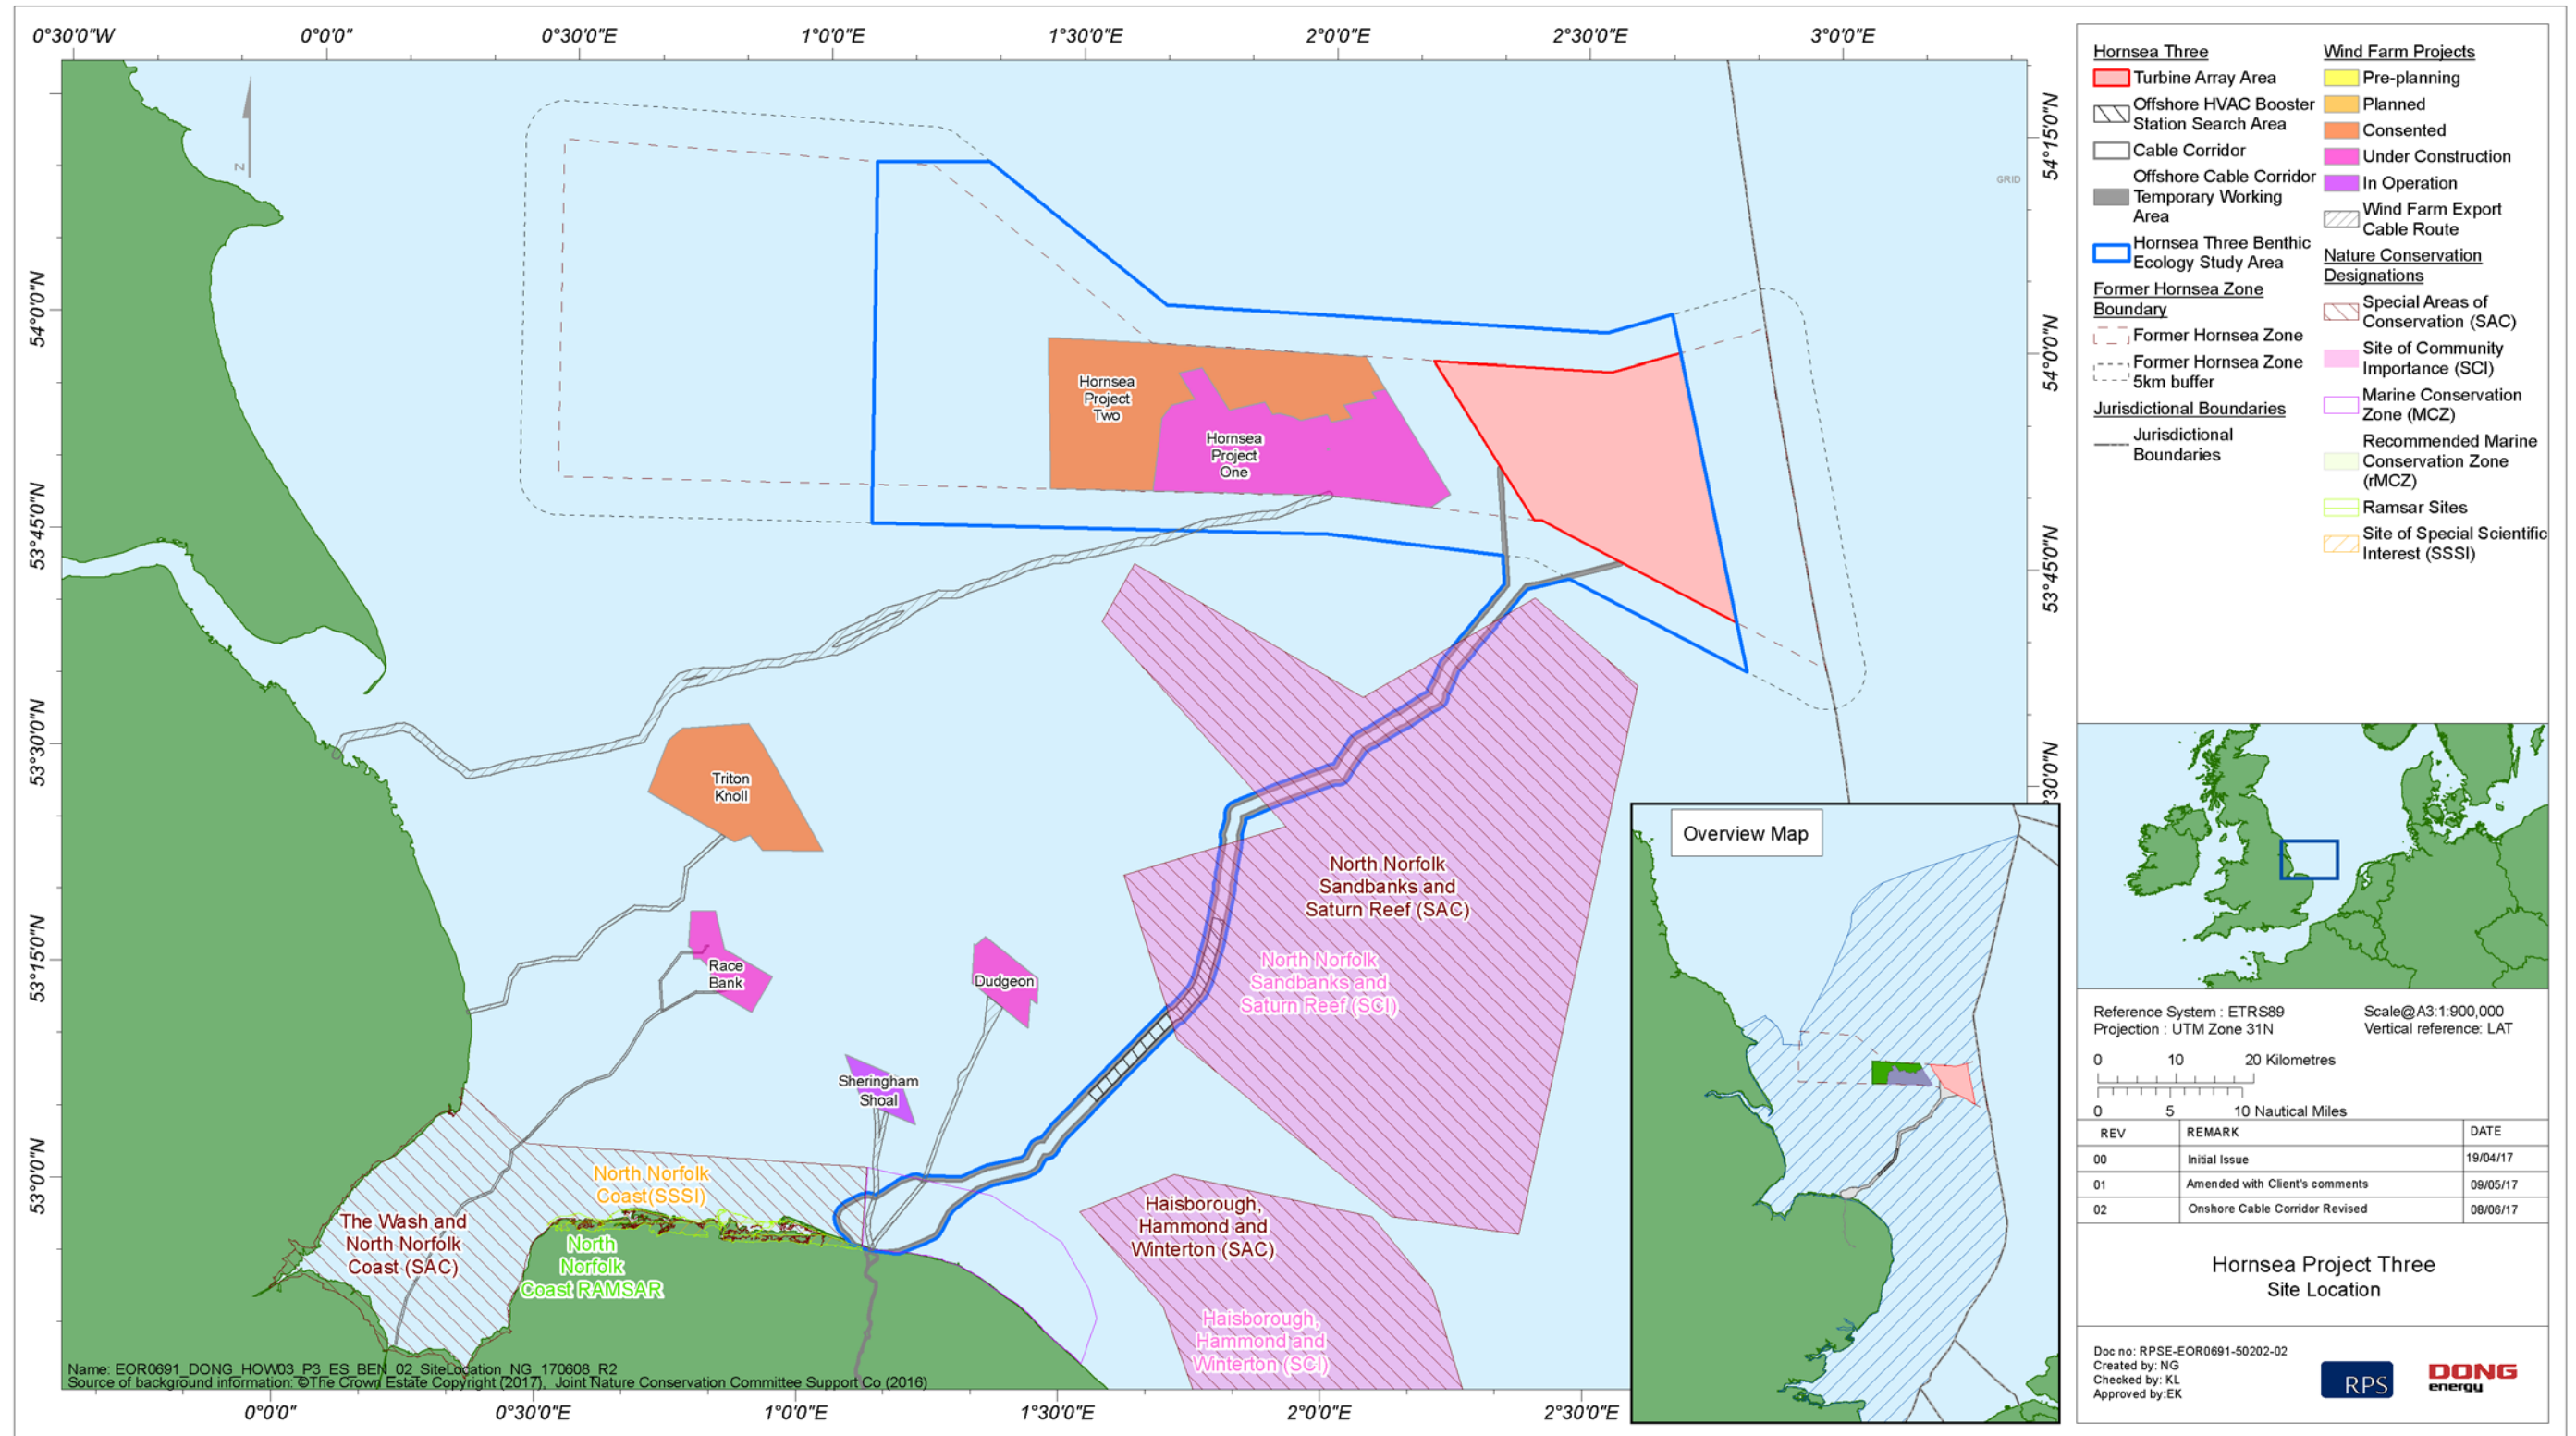 0°30'0"W
0°0'0"
0°30'0"E
1°0'0"E
1°30'0"E
2°0'0"E
2°30'0"E
3°0'0"E
54°0'0"N
53°45'0"N
53°30'0"N
53°15'0"N
53°0'0"N
54°15'0"N
54°0'0"N
53°45'0"N
°30'0"N
0°0'0"
0°30'0"E
1°0'0"E
1°30'0"E
2°0'0"E
2°30'0"E
N
GRID
Hornsea
Project
Two
Hornsea
Project
One
Triton
Knoll
Race
Bank
Dudgeon
Sheringham
Shoal
North Norfolk
Sandbanks and
Saturn Reef (SAC)
North Norfolk
Sandbanks and
Saturn Reef (SCI)
North Norfolk
Coast(SSSI)
The Wash and
North Norfolk
Coast (SAC)
North
Norfolk
Coast RAMSAR
Haisborough,
Hammond and
Winterton (SAC)
Haisborough,
Hammond and
Winterton (SCI)
Name: EOR0691_DONG_HOW03_P3_ES_BEN_02_SiteLocation_NG_170608_R2
Source of background information: ©The Crown Estate Copyright (2017), Joint Nature Conservation Committee Support Co (2016)
Overview Map
Hornsea Three
Turbine Array Area
Offshore HVAC Booster
Station Search Area
Cable Corridor
Offshore Cable Corridor
Temporary Working
Area
Hornsea Three Benthic
Ecology Study Area
Former Hornsea Zone
Boundary
Former Hornsea Zone
Former Hornsea Zone
5km buffer
Jurisdictional Boundaries
Jurisdictional
Boundaries
Wind Farm Projects
Pre-planning
Planned
Consented
Under Construction
In Operation
Wind Farm Export
Cable Route
Nature Conservation
Designations
Special Areas of
Conservation (SAC)
Site of Community
Importance (SCI)
Marine Conservation
Zone (MCZ)
Recommended Marine
Conservation Zone
(rMCZ)
Ramsar Sites
Site of Special Scientific
Interest (SSSI)
Reference System : ETRS89
Projection : UTM Zone 31N
Scale@A3:1:900,000
Vertical reference: LAT
0 10 20 Kilometres
0 5 10 Nautical Miles
REV REMARK DATE
00 Initial Issue 19/04/17
01 Amended with Client's comments 09/05/17
02 Onshore Cable Corridor Revised 08/06/17
Hornsea Project Three
Site Location
Doc no: RPSE-EOR0691-50202-02
Created by: NG
Checked by: KL
Approved by:EK
RPS
DONG
energy